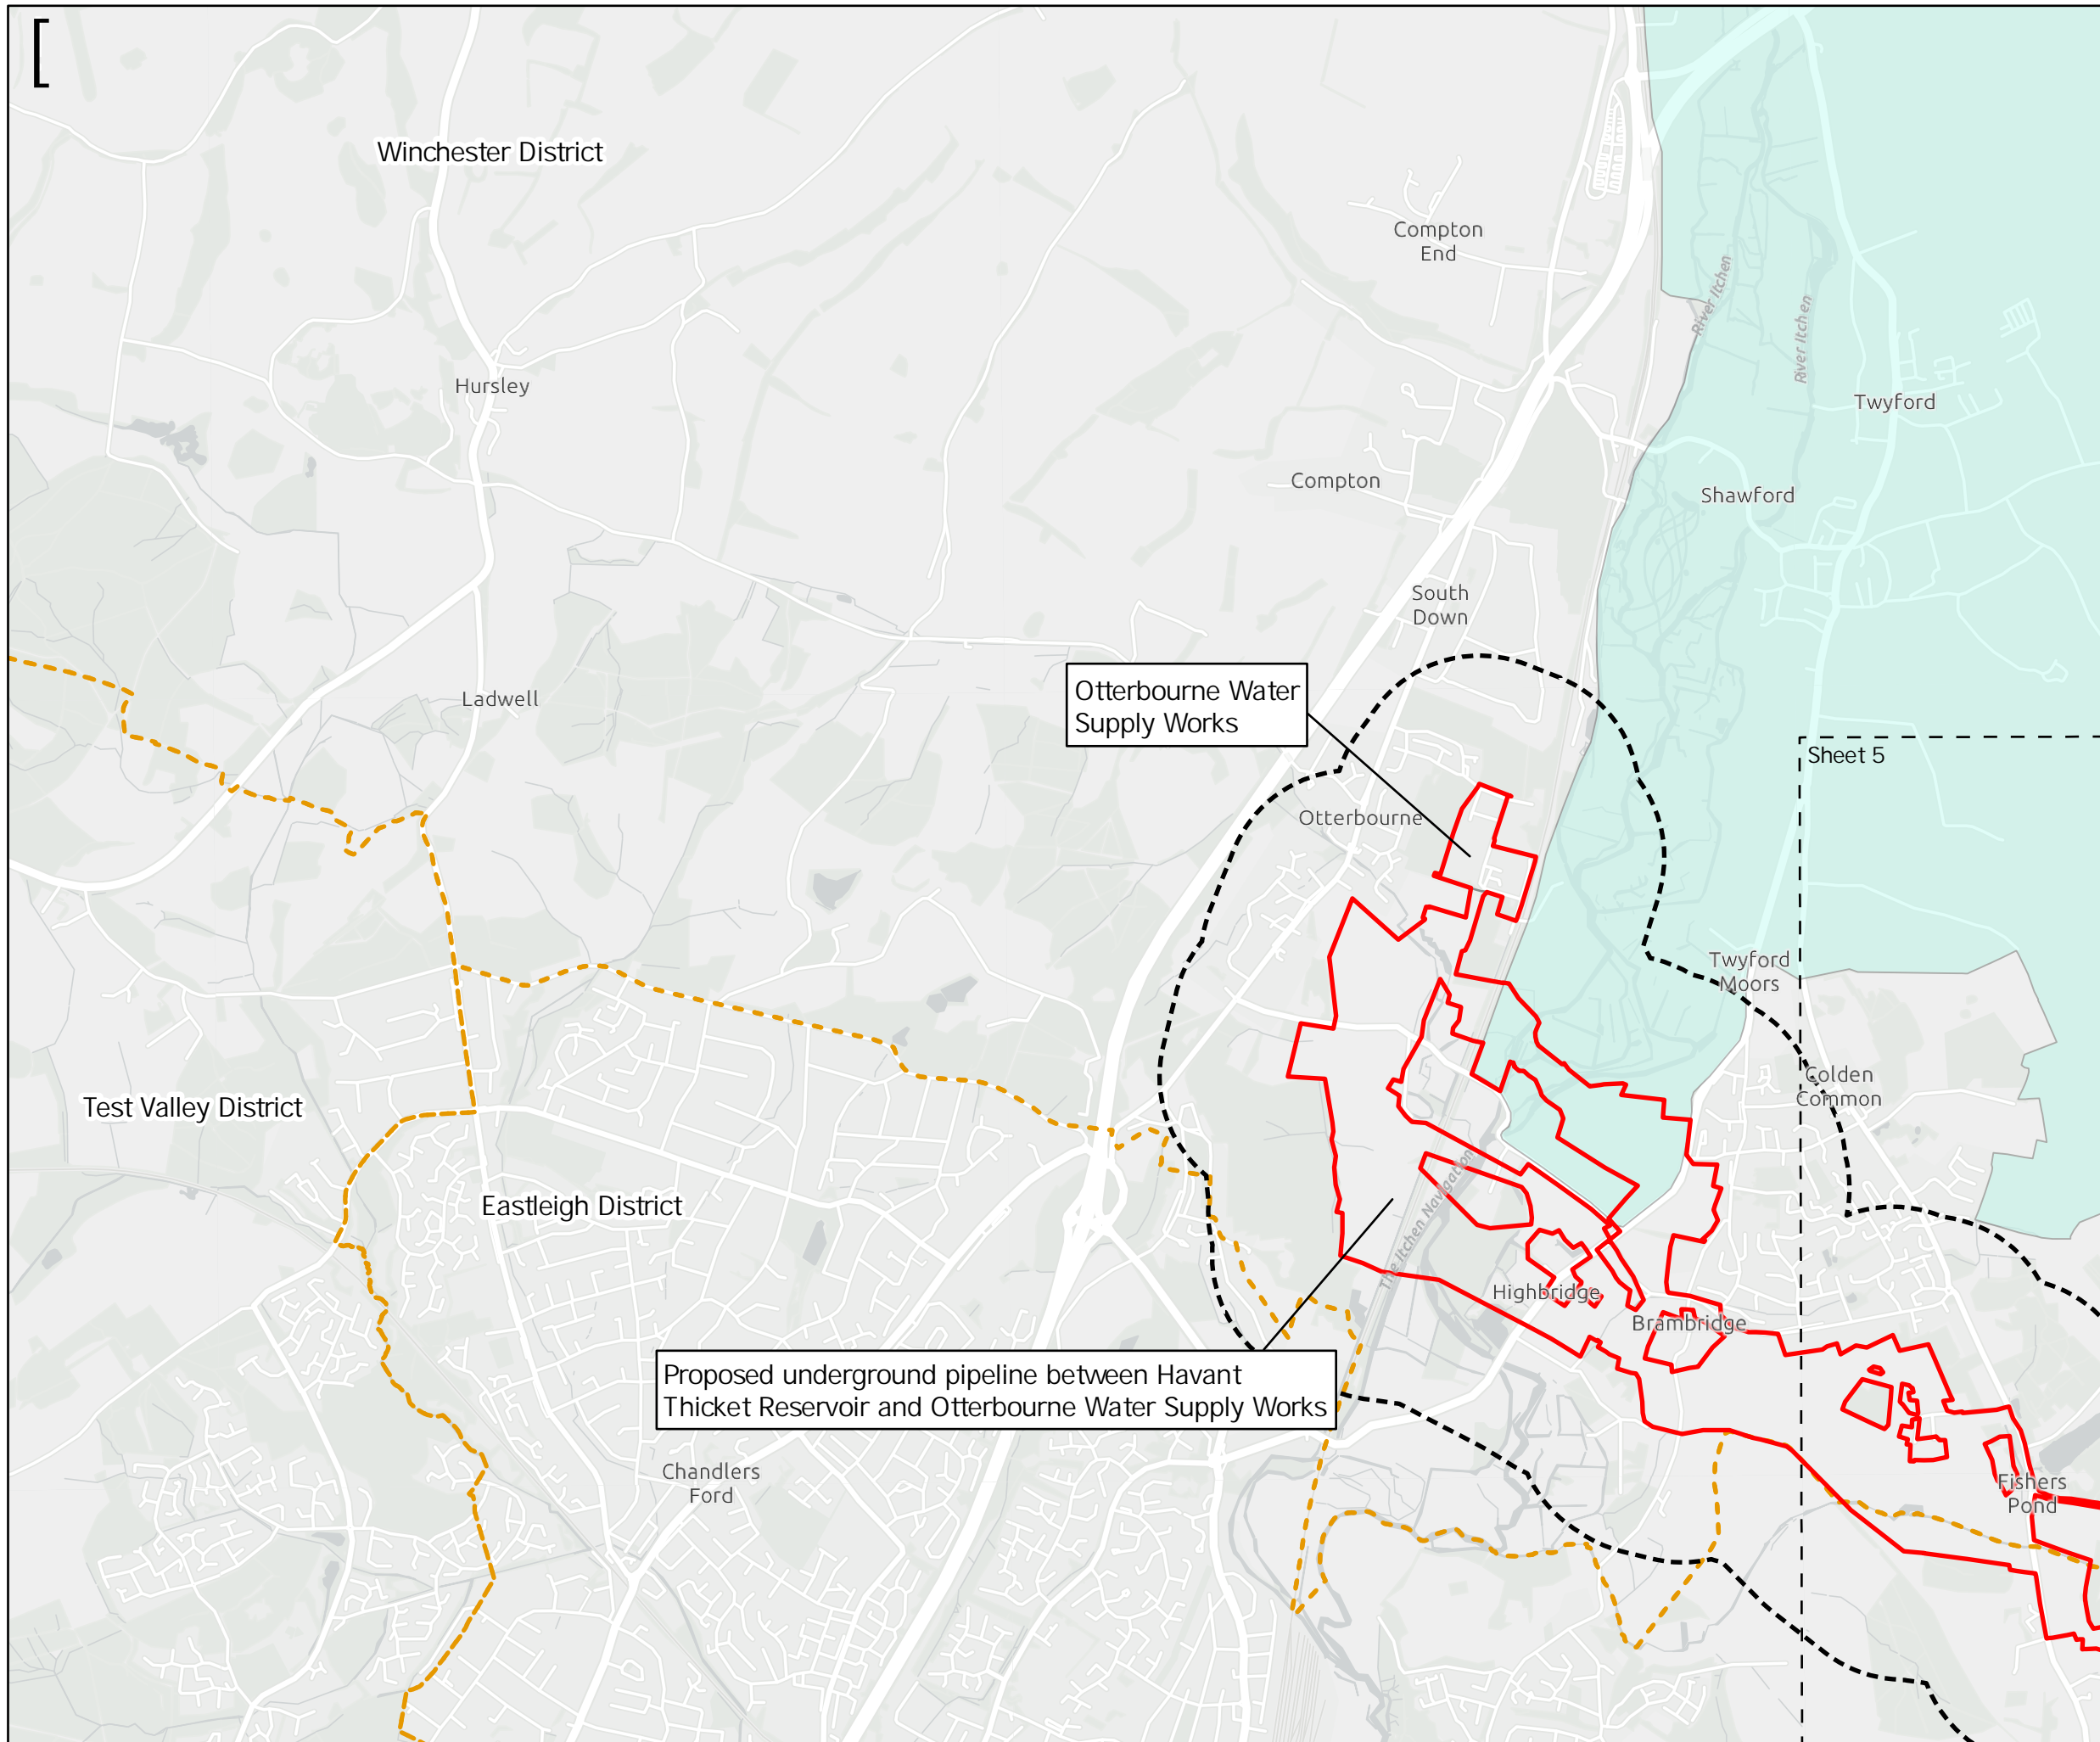 [
Winchester District
Compton
End
River Itchen
River Itchen
Hursley
Twyford
Compton
Shawford
South
Down
Ladwell
Otterbourne Water
Supply Works
Sheet 5
Otterbourne
Twyford
Moors
Colden
Common
Test Valley District
Eastleigh District
The Itchen Navigation
Highbridge
Brambridge
Proposed underground pipeline between Havant
Thicket Reservoir and Otterbourne Water Supply Works
Chandlers
Ford
Fishers
Pond